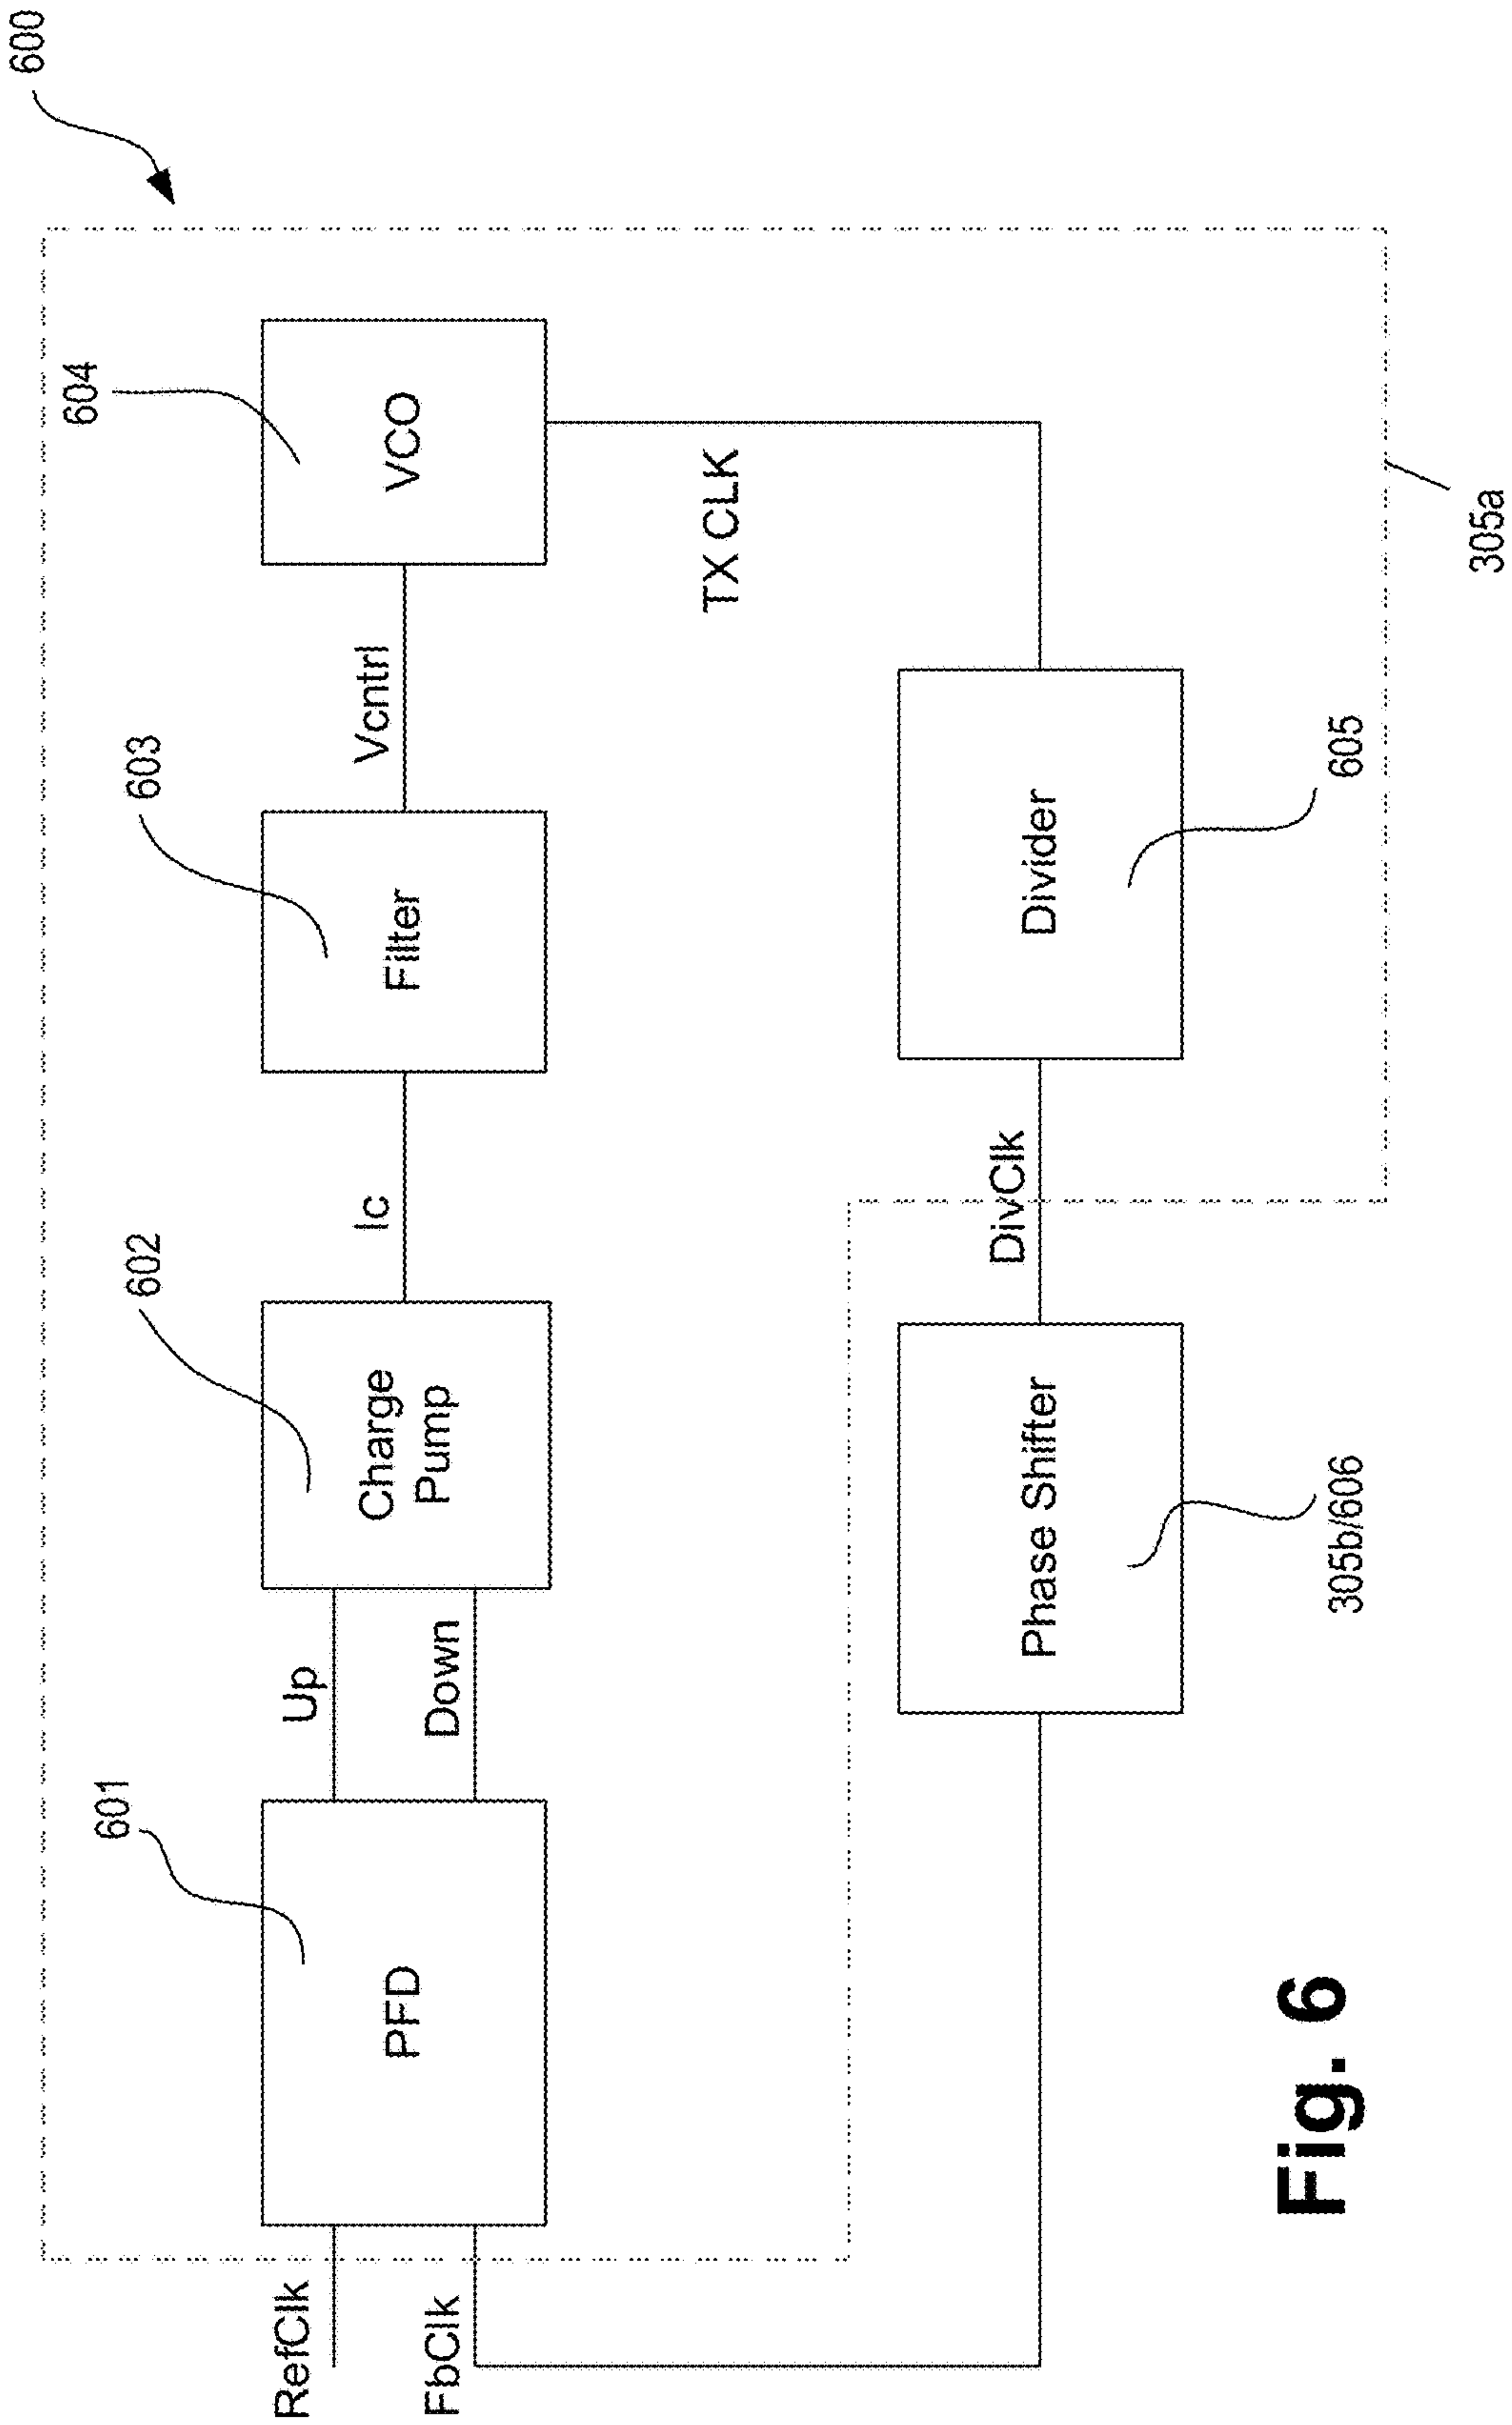 600
604
603
602
601
VCO
Vcntrl
Filter
Ic
Charge
Pump
Up
Down
PFD
RefClk
FbClk
TX CLK
Divider
605
DivClk
Phase Shifter
305b/606
305a
Fig. 6